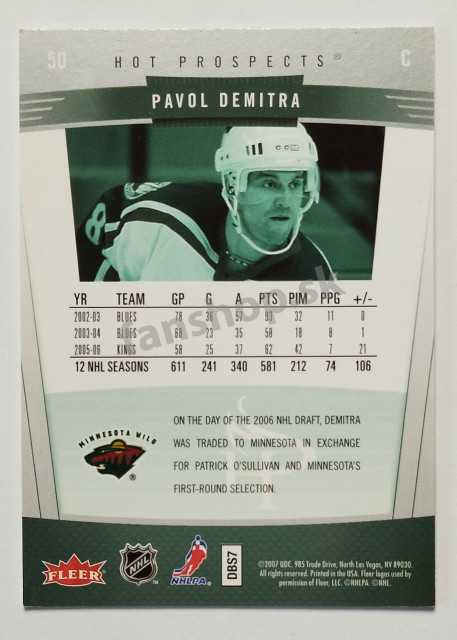 50 HOT PROSPECTS® C
PAVOL DEMITRA
8
CCM
YR TEAM GP G A PTS PIM PPG +/-
2002-03 BLUES 78 36 57 93 32 11 0
2003-04 BLUES 68 23 35 58 18 8 1
2005-06 KINGS 58 25 37 62 42 7 21
12 NHL SEASONS 611 241 340 581 212 74 106
fanshop.sk
ON THE DAY OF THE 2006 NHL DRAFT, DEMITRA
WAS TRADED TO MINNESOTA IN EXCHANGE
FOR PATRICK O'SULLIVAN AND MINNESOTA'S
FIRST-ROUND SELECTION.
MINNESOTA WILD
®
HP
FLEER
NHL
NHLPA
DBS7
©2007 UDC. 985 Trade Drive, North Las Vegas, NV 89030.
All rights reserved. Printed in the USA. Fleer logos used by
permission of Fleer, LLC. ©NHLPA. ©NHL.